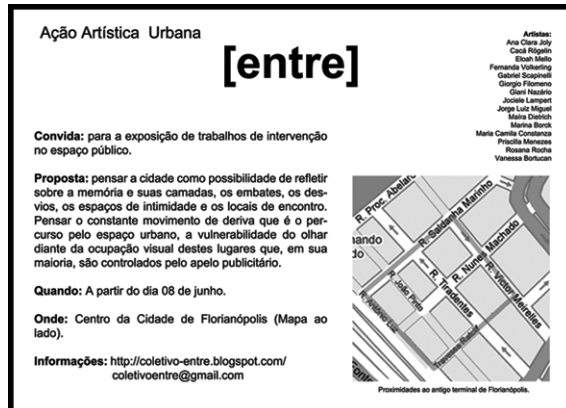 Ação Artística Urbana
[entre]
Artistas:
Ana Clara Joly
Cacá Rögelin
Eloah Mello
Fernanda Volkerling
Gabriel Scapinelli
Giorgio Filomeno
Giani Nazário
Jociele Lampert
Jorge Luiz Miguel
Maíra Dietrich
Marina Borck
Maria Camila Constanza
Priscilla Menezes
Rosana Rocha
Vanessa Bortucan
Convida: para a exposição de trabalhos de intervenção
no espaço público.
Proposta: pensar a cidade como possibilidade de refletir
sobre a memória e suas camadas, os embates, os des-
vios, os espaços de intimidade e os locais de encontro.
Pensar o constante movimento de deriva que é o per-
curso pelo espaço urbano, a vulnerabilidade do olhar
diante da ocupação visual destes lugares que, em sua
maioria, são controlados pelo apelo publicitário.
Quando: A partir do dia 08 de junho.
Onde: Centro da Cidade de Florianópolis (Mapa ao
lado).
Informações: http://coletivo-entre.blogspot.com/
coletivoentre@gmail.com
R. Proc. Abelard
R. Saldanha Marinho
nando
do
R. Nunes Machado
R. Victor Meirelles
R. Tiradentes
R. João Pinto
R. Antônio Luz
Travessa
Proximidades ao antigo terminal de Florianópolis.